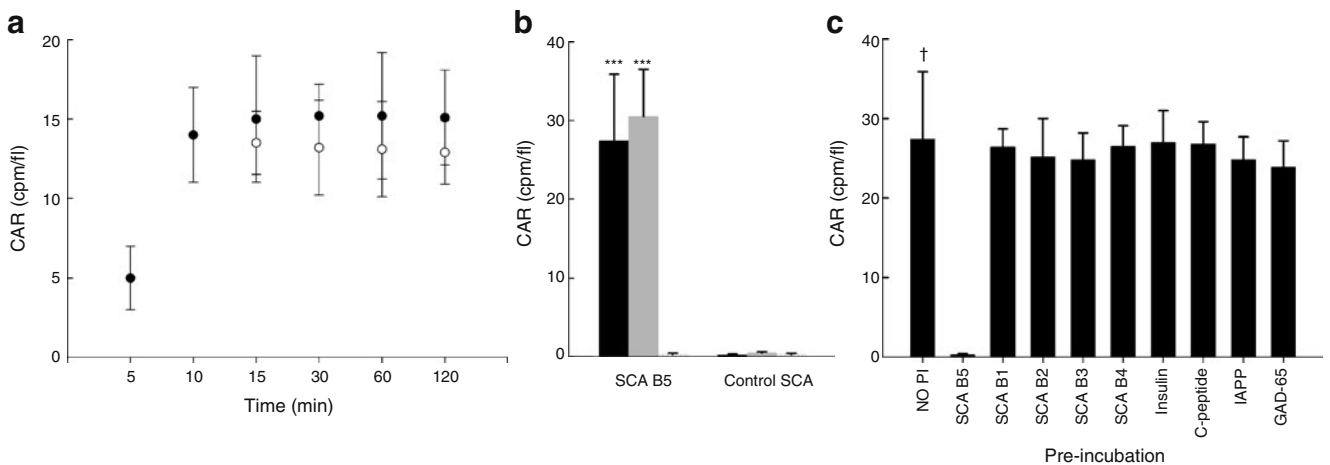 a
CAR (cpm/fl)
20
15
10
5
0
5 10 15 30 60 120
Time (min)
b
CAR (cpm/fl)
40
30
20
10
0
*** ***
SCA B5 Control SCA
c
CAR (cpm/fl)
40
30
20
10
0
†
NO PI
SCA B5
SCA B1
SCA B2
SCA B3
SCA B4
Insulin
C-peptide
IAPP
GAD-65
Pre-incubation